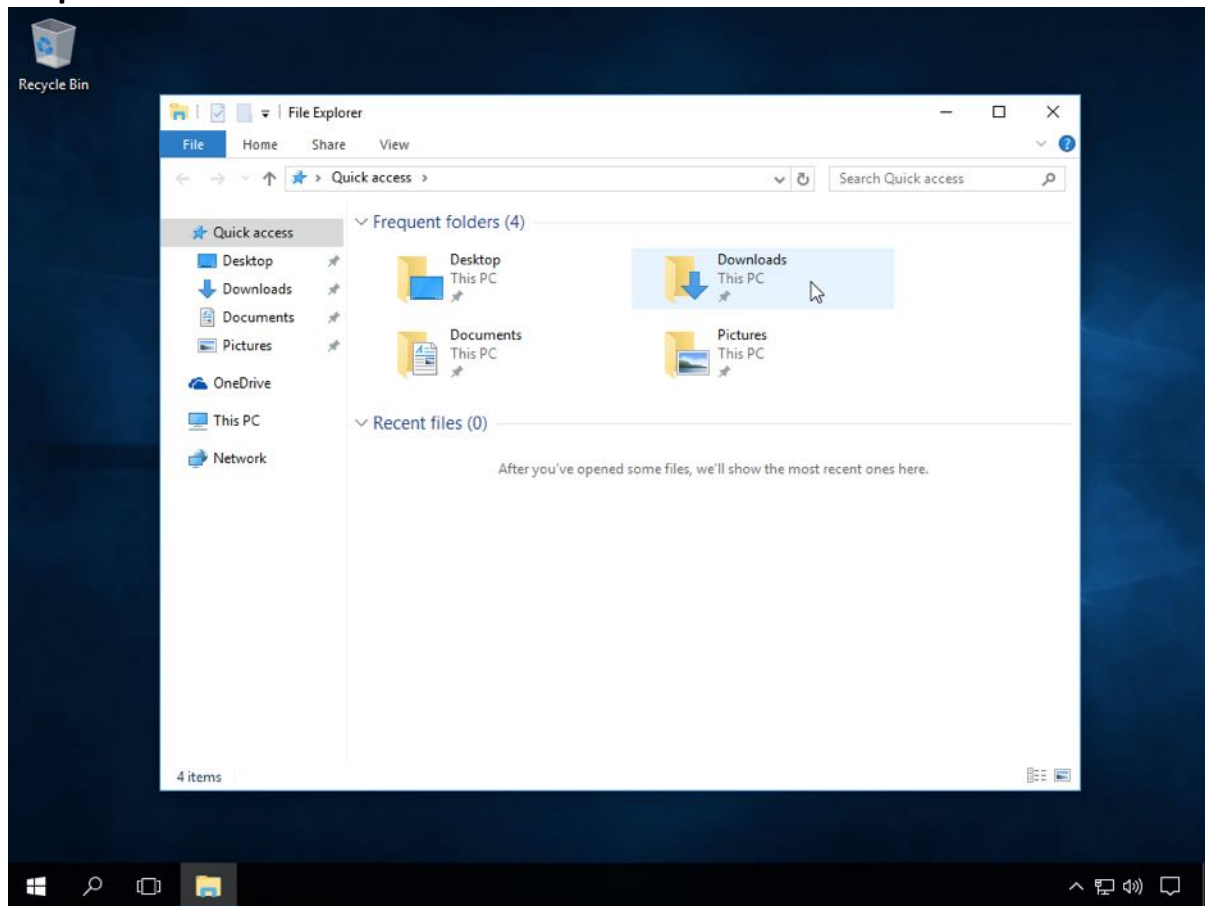 Recycle Bin
File Explorer
File Home Share View
Quick access
Search Quick access
Quick access
Desktop
Downloads
Documents
Pictures
OneDrive
This PC
Network
Frequent folders (4)
Desktop
This PC
Downloads
This PC
Documents
This PC
Pictures
This PC
Recent files (0)
After you've opened some files, we'll show the most recent ones here.
4 items